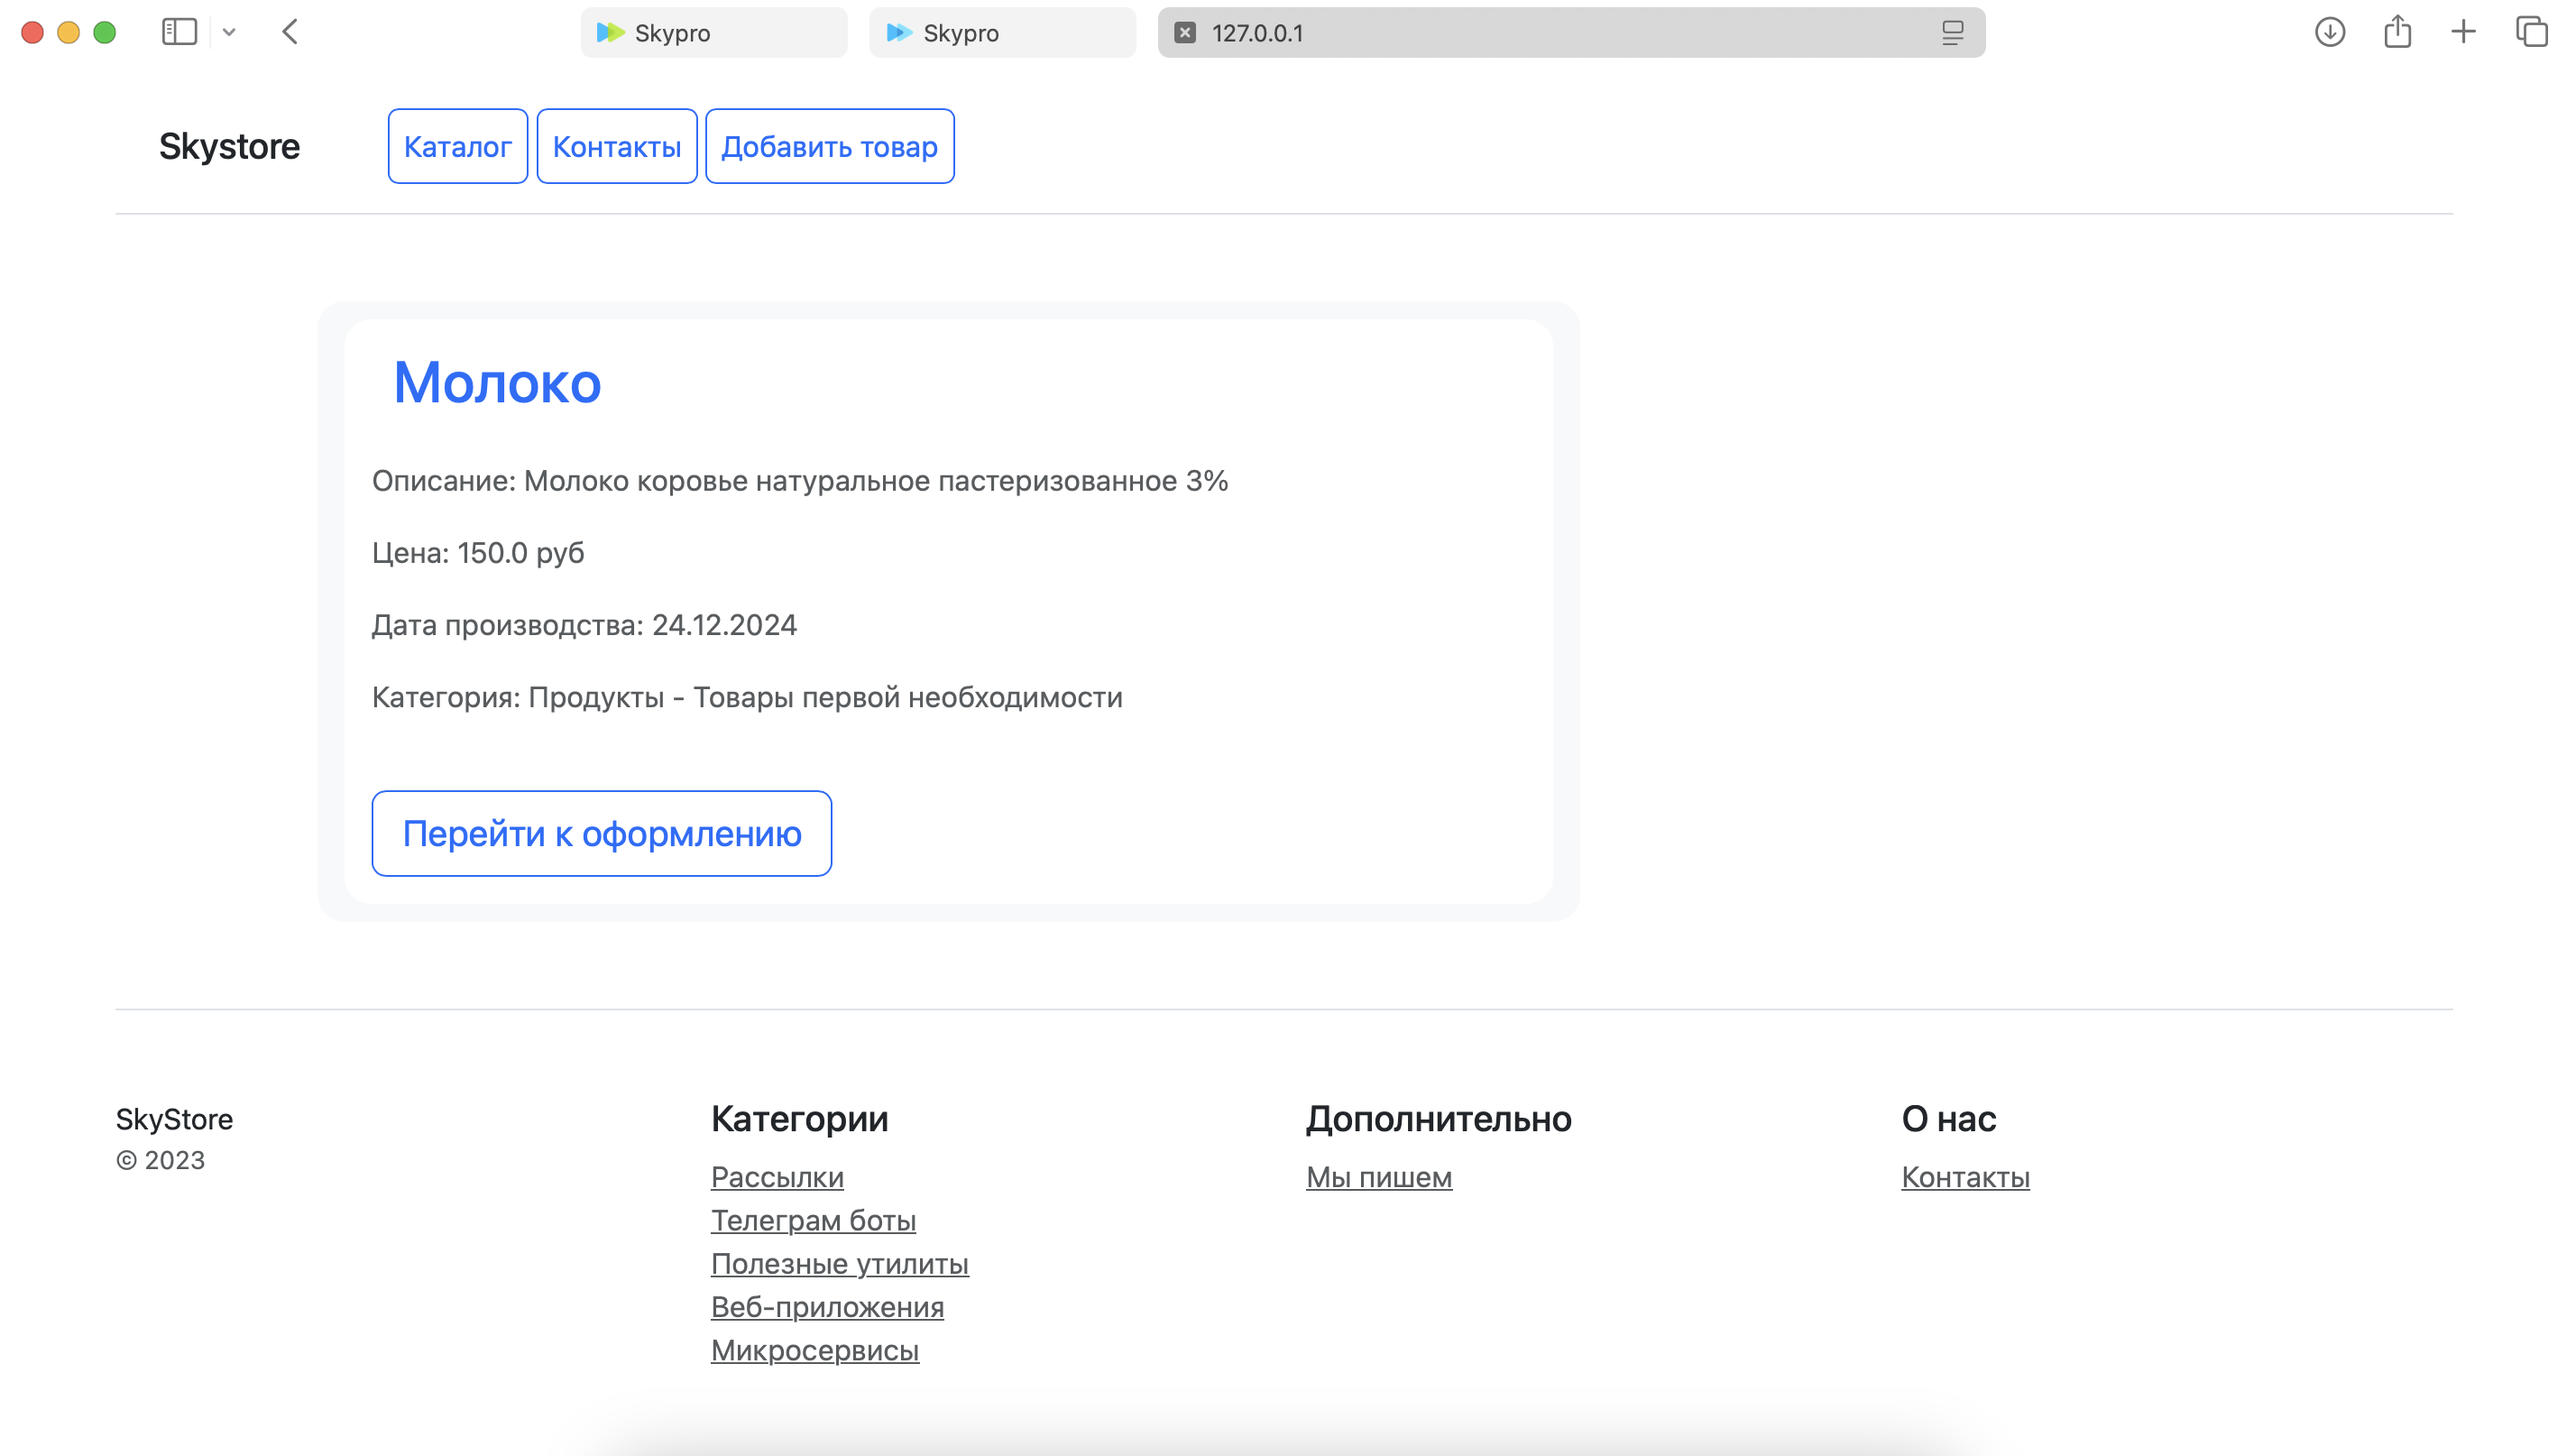 Skypro
Skypro
127.0.0.1
Skystore
Каталог
Контакты
Добавить товар
Молоко
Описание: Молоко коровье натуральное пастеризованное 3%
Цена: 150.0 руб
Дата производства: 24.12.2024
Категория: Продукты - Товары первой необходимости
Перейти к оформлению
SkyStore
© 2023
Категории
Рассылки
Телеграм боты
Полезные утилиты
Веб-приложения
Микросервисы
Дополнительно
Мы пишем
О нас
Контакты